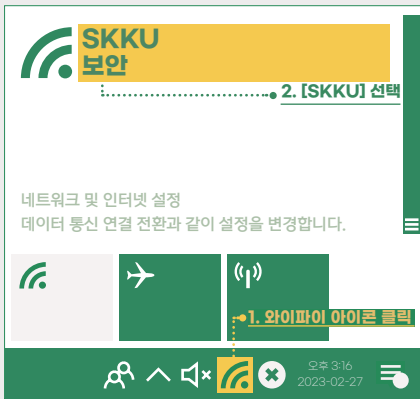 SKKU
보안
2. [SKKU] 선택
네트워크 및 인터넷 설정
데이터 통신 연결 전환과 같이 설정을 변경합니다.
1. 와이파이 아이콘 클릭
오후 3:16
2023-02-27